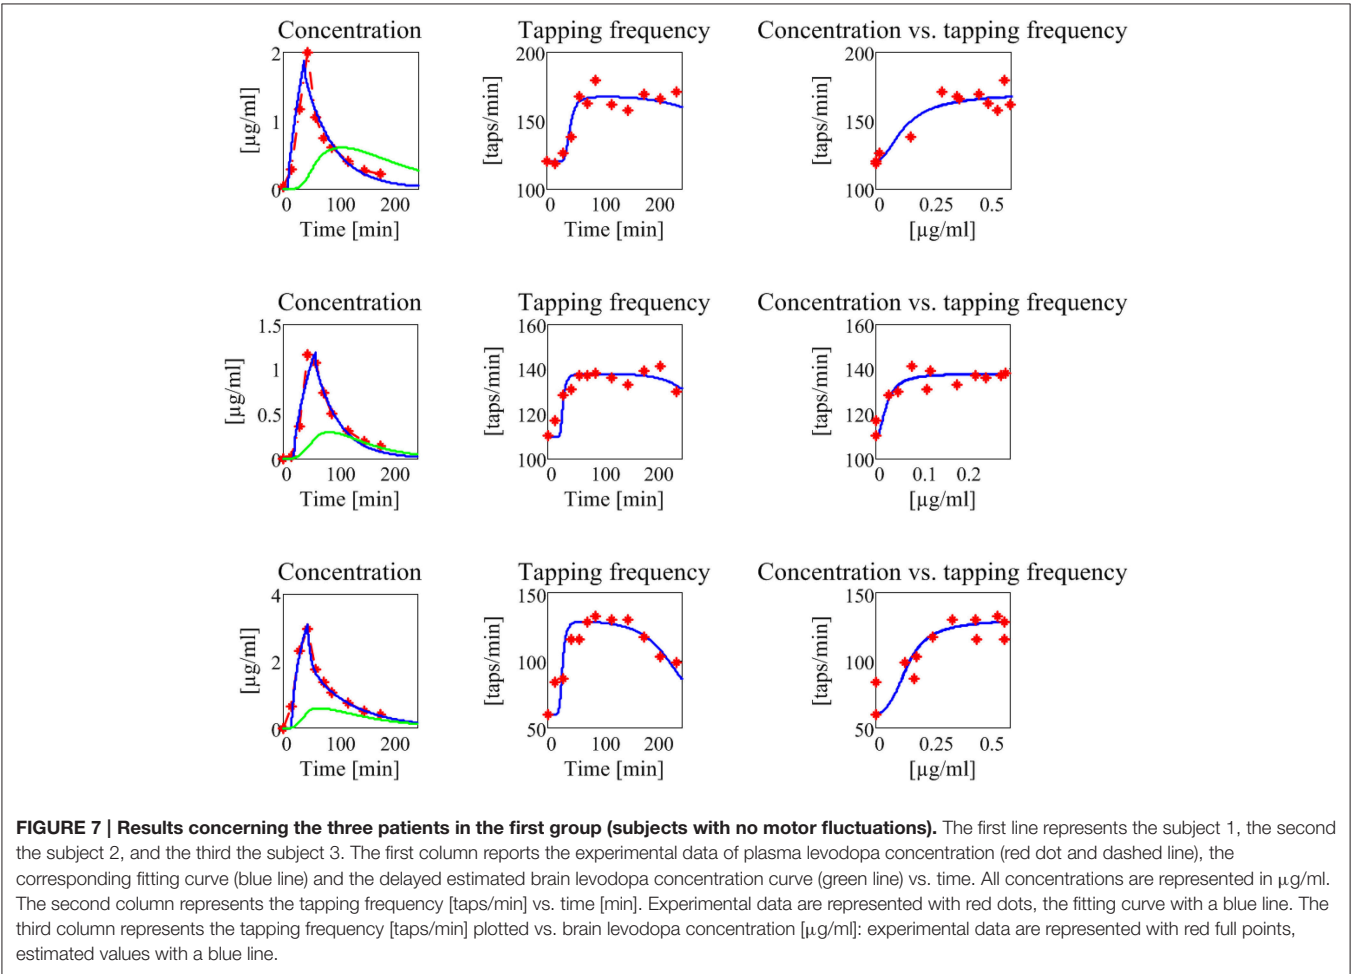 Concentration Tapping frequency Concentration vs. tapping frequency
2 200 200
[µg/ml] [taps/min] [taps/min]
1 150 150
0 100 100
0 100 200 0 100 200 0 0.25 0.5
Time [min] Time [min] [µg/ml]
Concentration Tapping frequency Concentration vs. tapping frequency
1.5 160 160
1 140 140
[µg/ml] [taps/min] [taps/min]
0.5 120 120
0 100 100
0 100 200 0 100 200 0 0.1 0.2
Time [min] Time [min] [µg/ml]
Concentration Tapping frequency Concentration vs. tapping frequency
4 150 150
[µg/ml] [taps/min] [taps/min]
2 100 100
0 50 50
0 100 200 0 100 200 0 0.25 0.5
Time [min] Time [min] [µg/ml]
FIGURE 7 | Results concerning the three patients in the first group (subjects with no motor fluctuations). The first line represents the subject 1, the second
the subject 2, and the third the subject 3. The first column reports the experimental data of plasma levodopa concentration (red dot and dashed line), the
corresponding fitting curve (blue line) and the delayed estimated brain levodopa concentration curve (green line) vs. time. All concentrations are represented in µg/ml.
The second column represents the tapping frequency [taps/min] vs. time [min]. Experimental data are represented with red dots, the fitting curve with a blue line. The
third column represents the tapping frequency [taps/min] plotted vs. brain levodopa concentration [µg/ml]: experimental data are represented with red full points,
estimated values with a blue line.